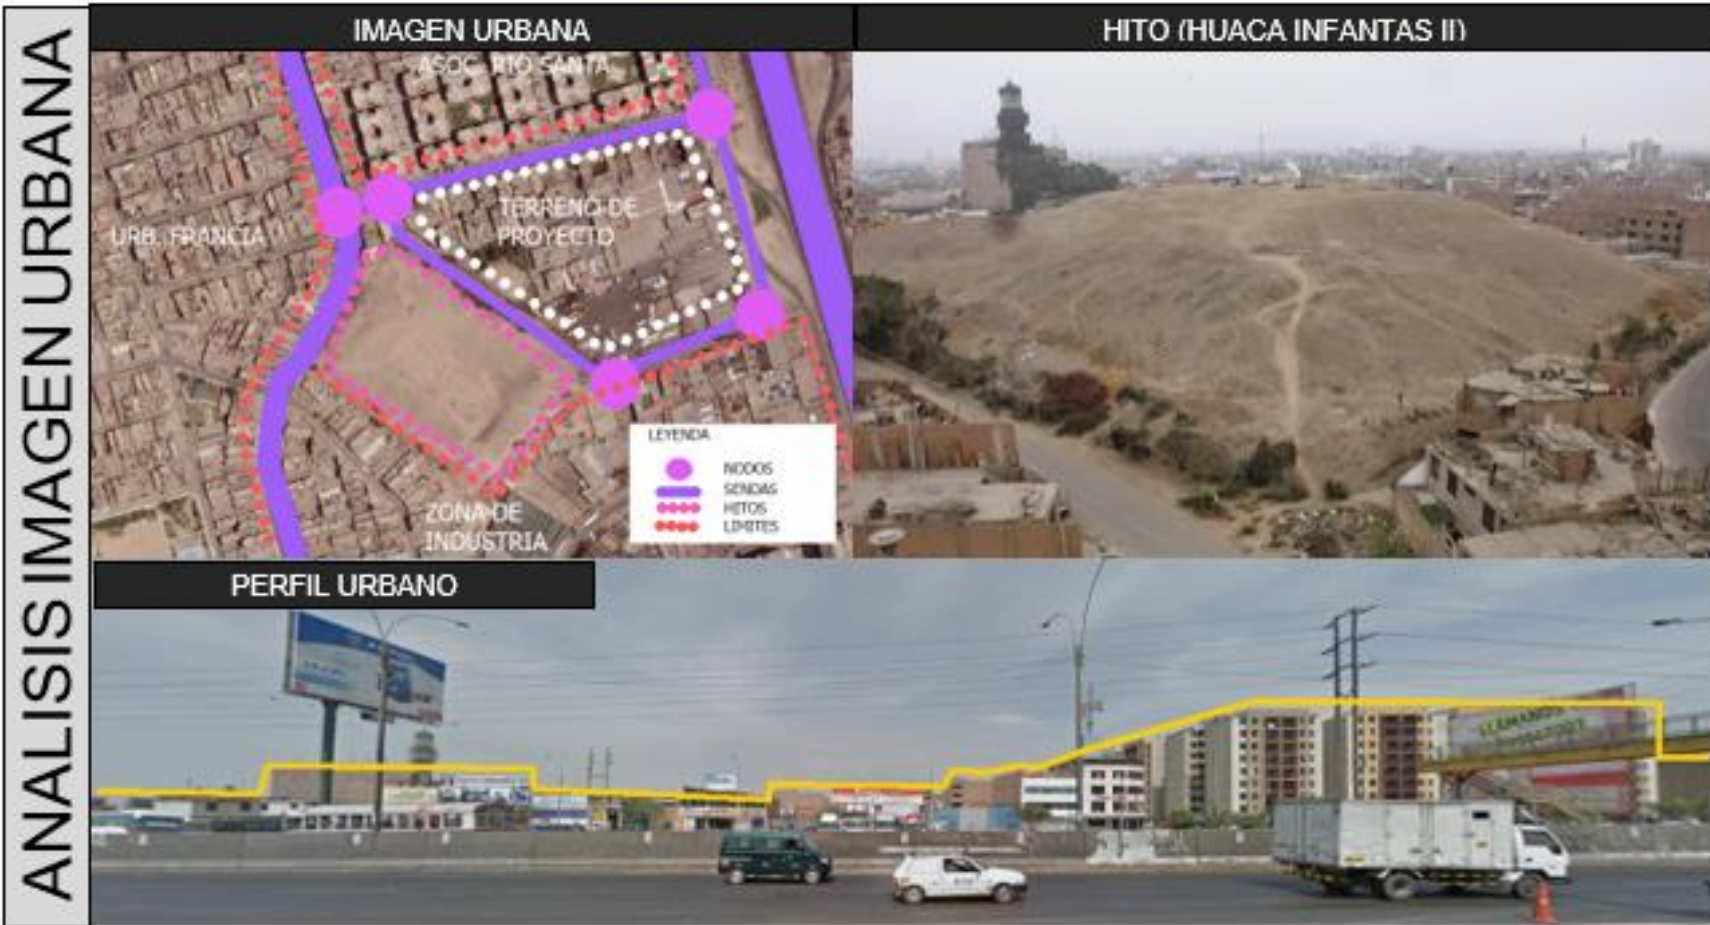 ANALISIS IMAGEN URBANA
IMAGEN URBANA
ASOC. RIO SANTA
URB. FRANCIA
TERRENO DE
PROYECTO
ZONA DE
INDUSTRIA
LEYENDA
NODOS
SENDAS
HITOS
LIMITES
HITO (HUACA INFANTAS II)
PERFIL URBANO
LLAMANOS